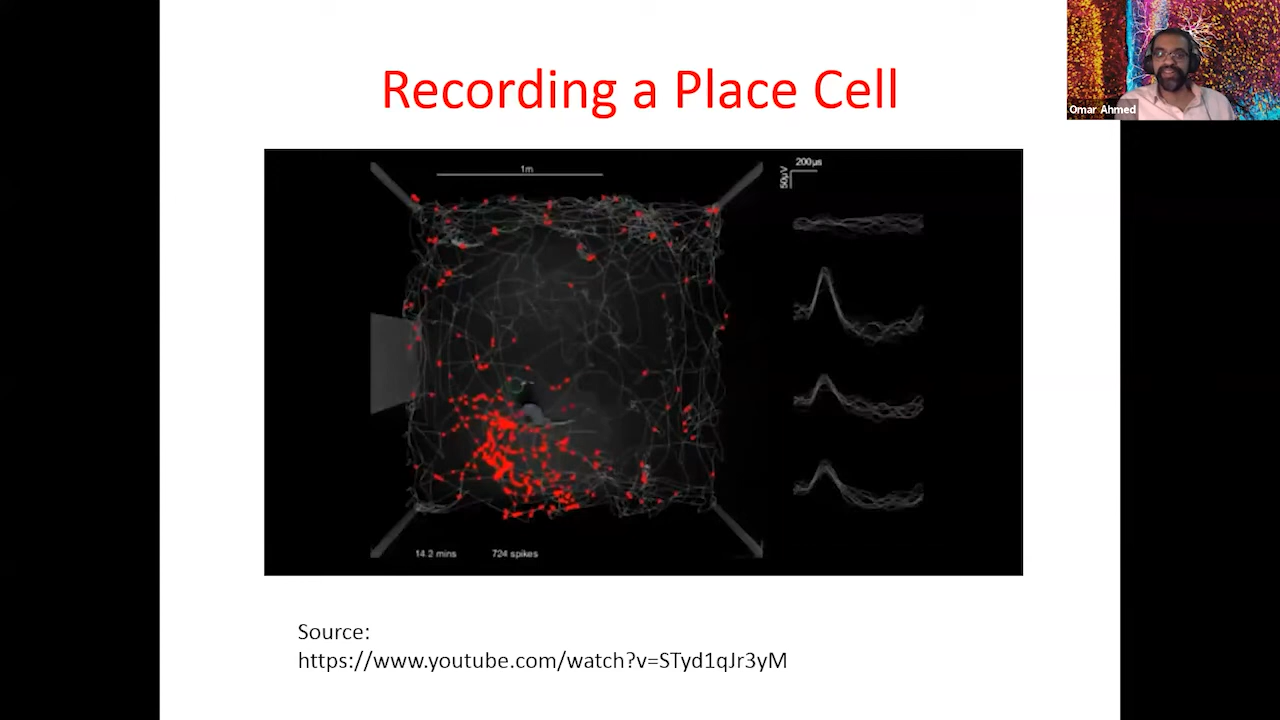 Recording a Place Cell
Omar Ahmed
1m
200µs
50µV
14.2 mins
724 spikes
Source:
https://www.youtube.com/watch?v=STyd1qJr3yM